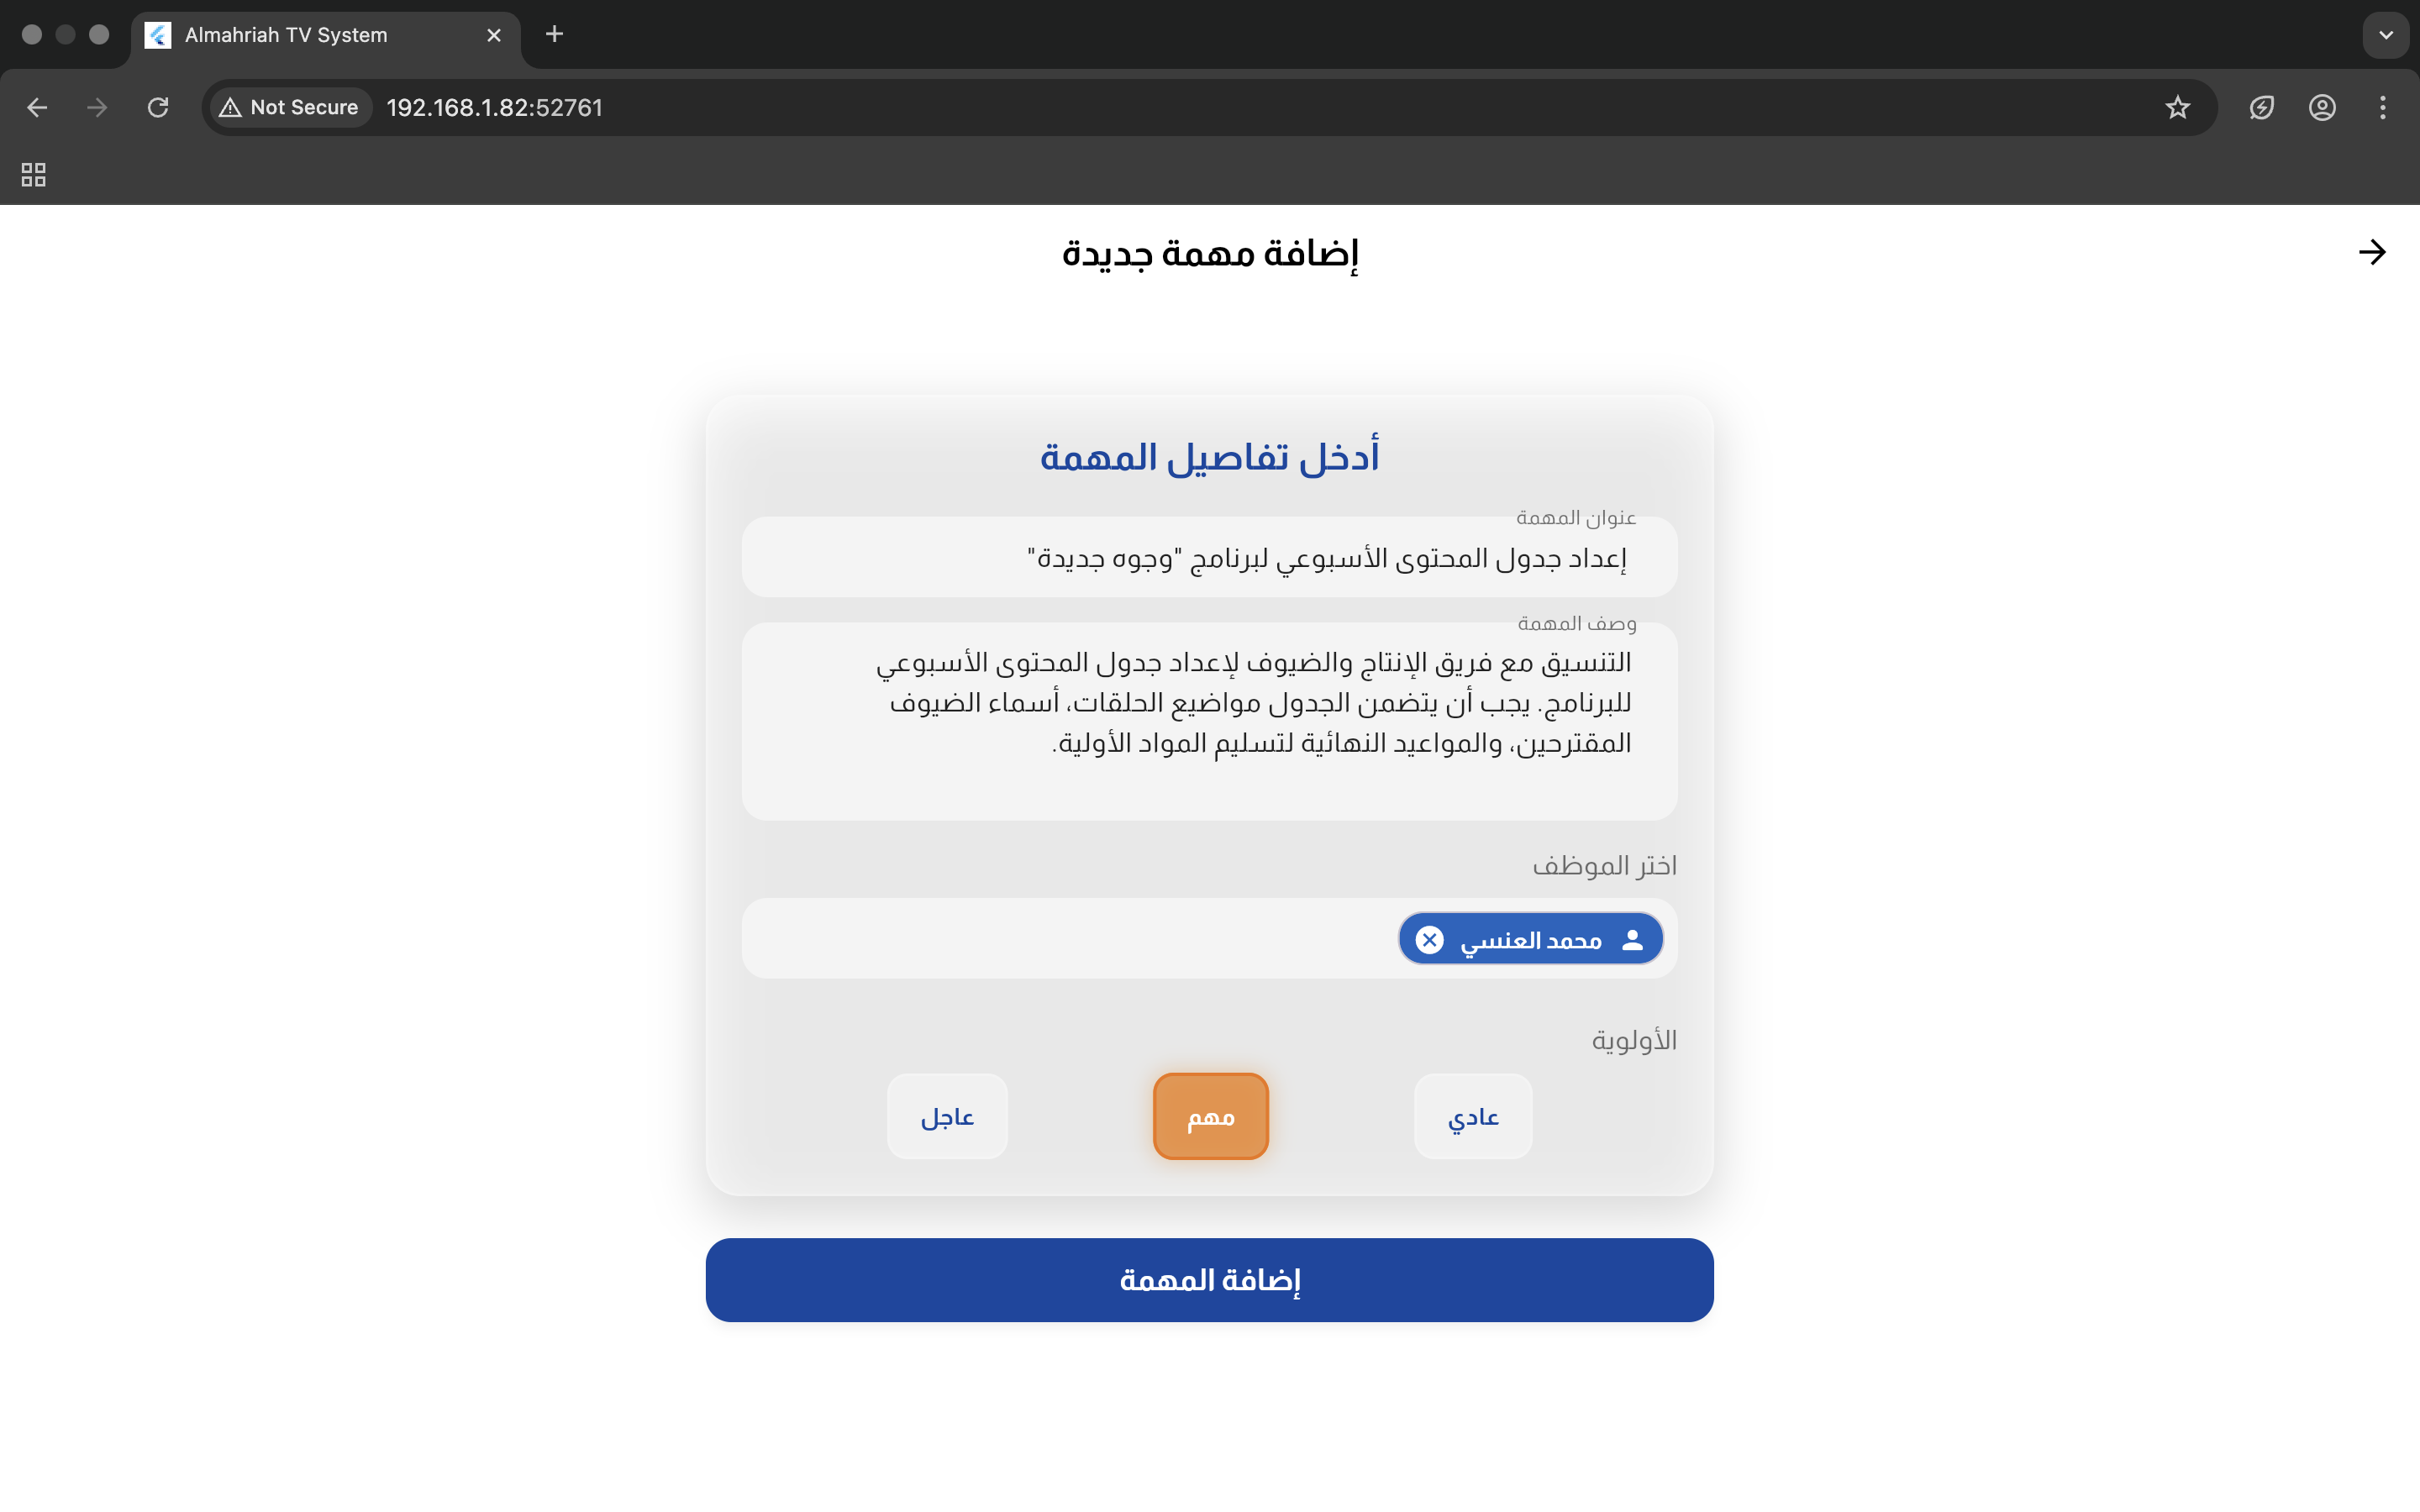 Almahriah TV System
Not Secure
192.168.1.82:52761
إضافة مهمة جديدة
أدخل تفاصيل المهمة
عنوان المهمة
إعداد جدول المحتوى الأسبوعي لبرنامج "وجوه جديدة"
وصف المهمة
التنسيق مع فريق الإنتاج والضيوف لإعداد جدول المحتوى الأسبوعي
للبرنامج. يجب أن يتضمن الجدول مواضيع الحلقات، أسماء الضيوف
المقترحين، والمواعيد النهائية لتسليم المواد الأولية.
اختر الموظف
محمد العنسي
الأولوية
عادي
مهم
عاجل
إضافة المهمة